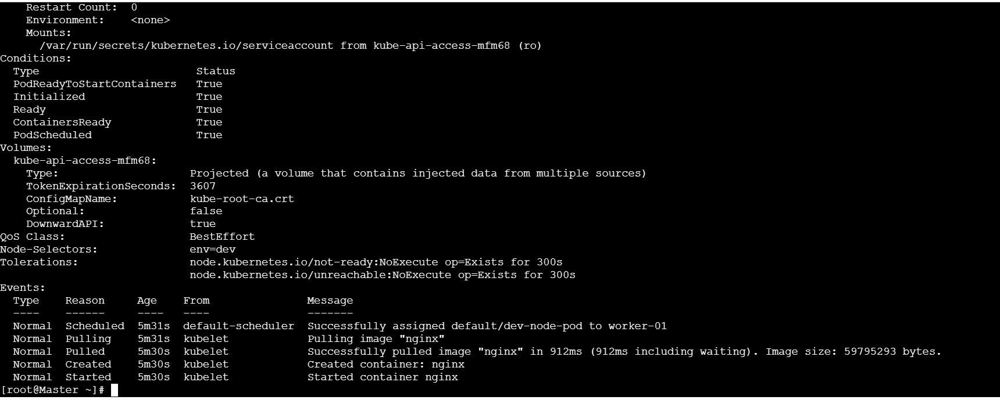 Restart Count:  0
Environment:    <none>
Mounts:
/var/run/secrets/kubernetes.io/serviceaccount from kube-api-access-mfm68 (ro)
Conditions:
Type                        Status
PodReadyToStartContainers   True
Initialized                 True
Ready                       True
ContainersReady             True
PodScheduled                True
Volumes:
kube-api-access-mfm68:
Type:                    Projected (a volume that contains injected data from multiple sources)
TokenExpirationSeconds:  3607
ConfigMapName:           kube-root-ca.crt
Optional:                false
DownwardAPI:             true
QoS Class:                   BestEffort
Node-Selectors:              env=dev
Tolerations:                 node.kubernetes.io/not-ready:NoExecute op=Exists for 300s
node.kubernetes.io/unreachable:NoExecute op=Exists for 300s
Events:
Type    Reason     Age    From               Message
----    ------     ----   ----               -------
Normal  Scheduled  5m31s  default-scheduler  Successfully assigned default/dev-node-pod to worker-01
Normal  Pulling    5m31s  kubelet            Pulling image "nginx"
Normal  Pulled     5m30s  kubelet            Successfully pulled image "nginx" in 912ms (912ms including waiting). Image size: 59795293 bytes.
Normal  Created    5m30s  kubelet            Created container: nginx
Normal  Started    5m30s  kubelet            Started container nginx
[root@Master ~]#